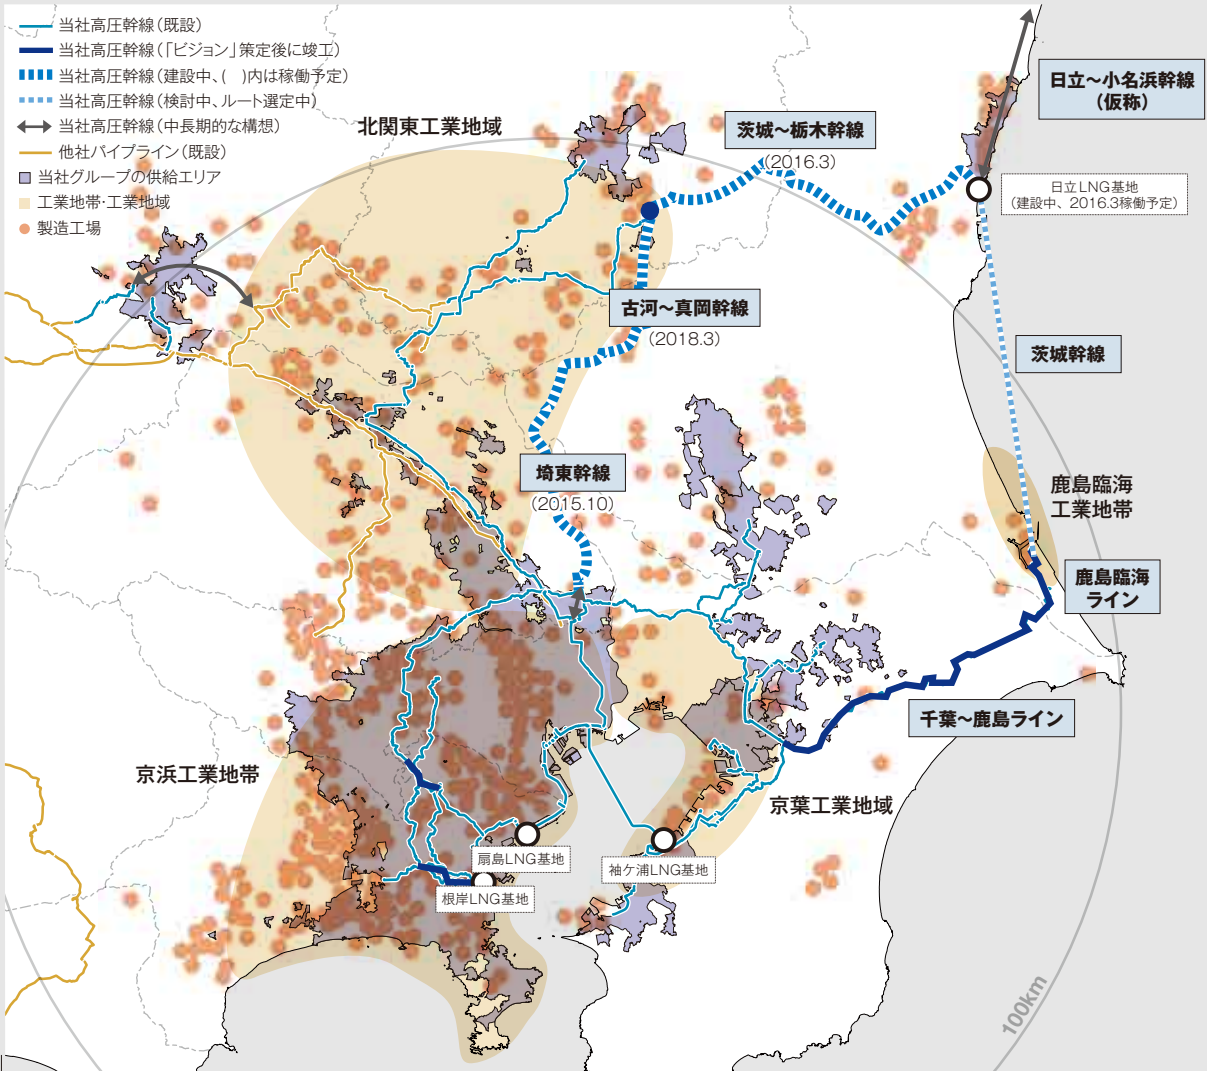 当社高圧幹線（既設）
当社高圧幹線（「ビジョン」策定後に竣工）
当社高圧幹線（建設中、（　）内は稼働予定）
当社高圧幹線（検討中、ルート選定中）
当社高圧幹線（中長期的な構想）
他社パイプライン（既設）
当社グループの供給エリア
工業地帯・工業地域
製造工場
北関東工業地域
茨城～栃木幹線
（2016.3）
日立～小名浜幹線
（仮称）
日立LNG基地
（建設中、2016.3稼働予定）
古河～真岡幹線
（2018.3）
茨城幹線
埼東幹線
（2015.10）
鹿島臨海
工業地帯
鹿島臨海
ライン
千葉～鹿島ライン
京浜工業地帯
京葉工業地域
扇島LNG基地
袖ケ浦LNG基地
根岸LNG基地
100km